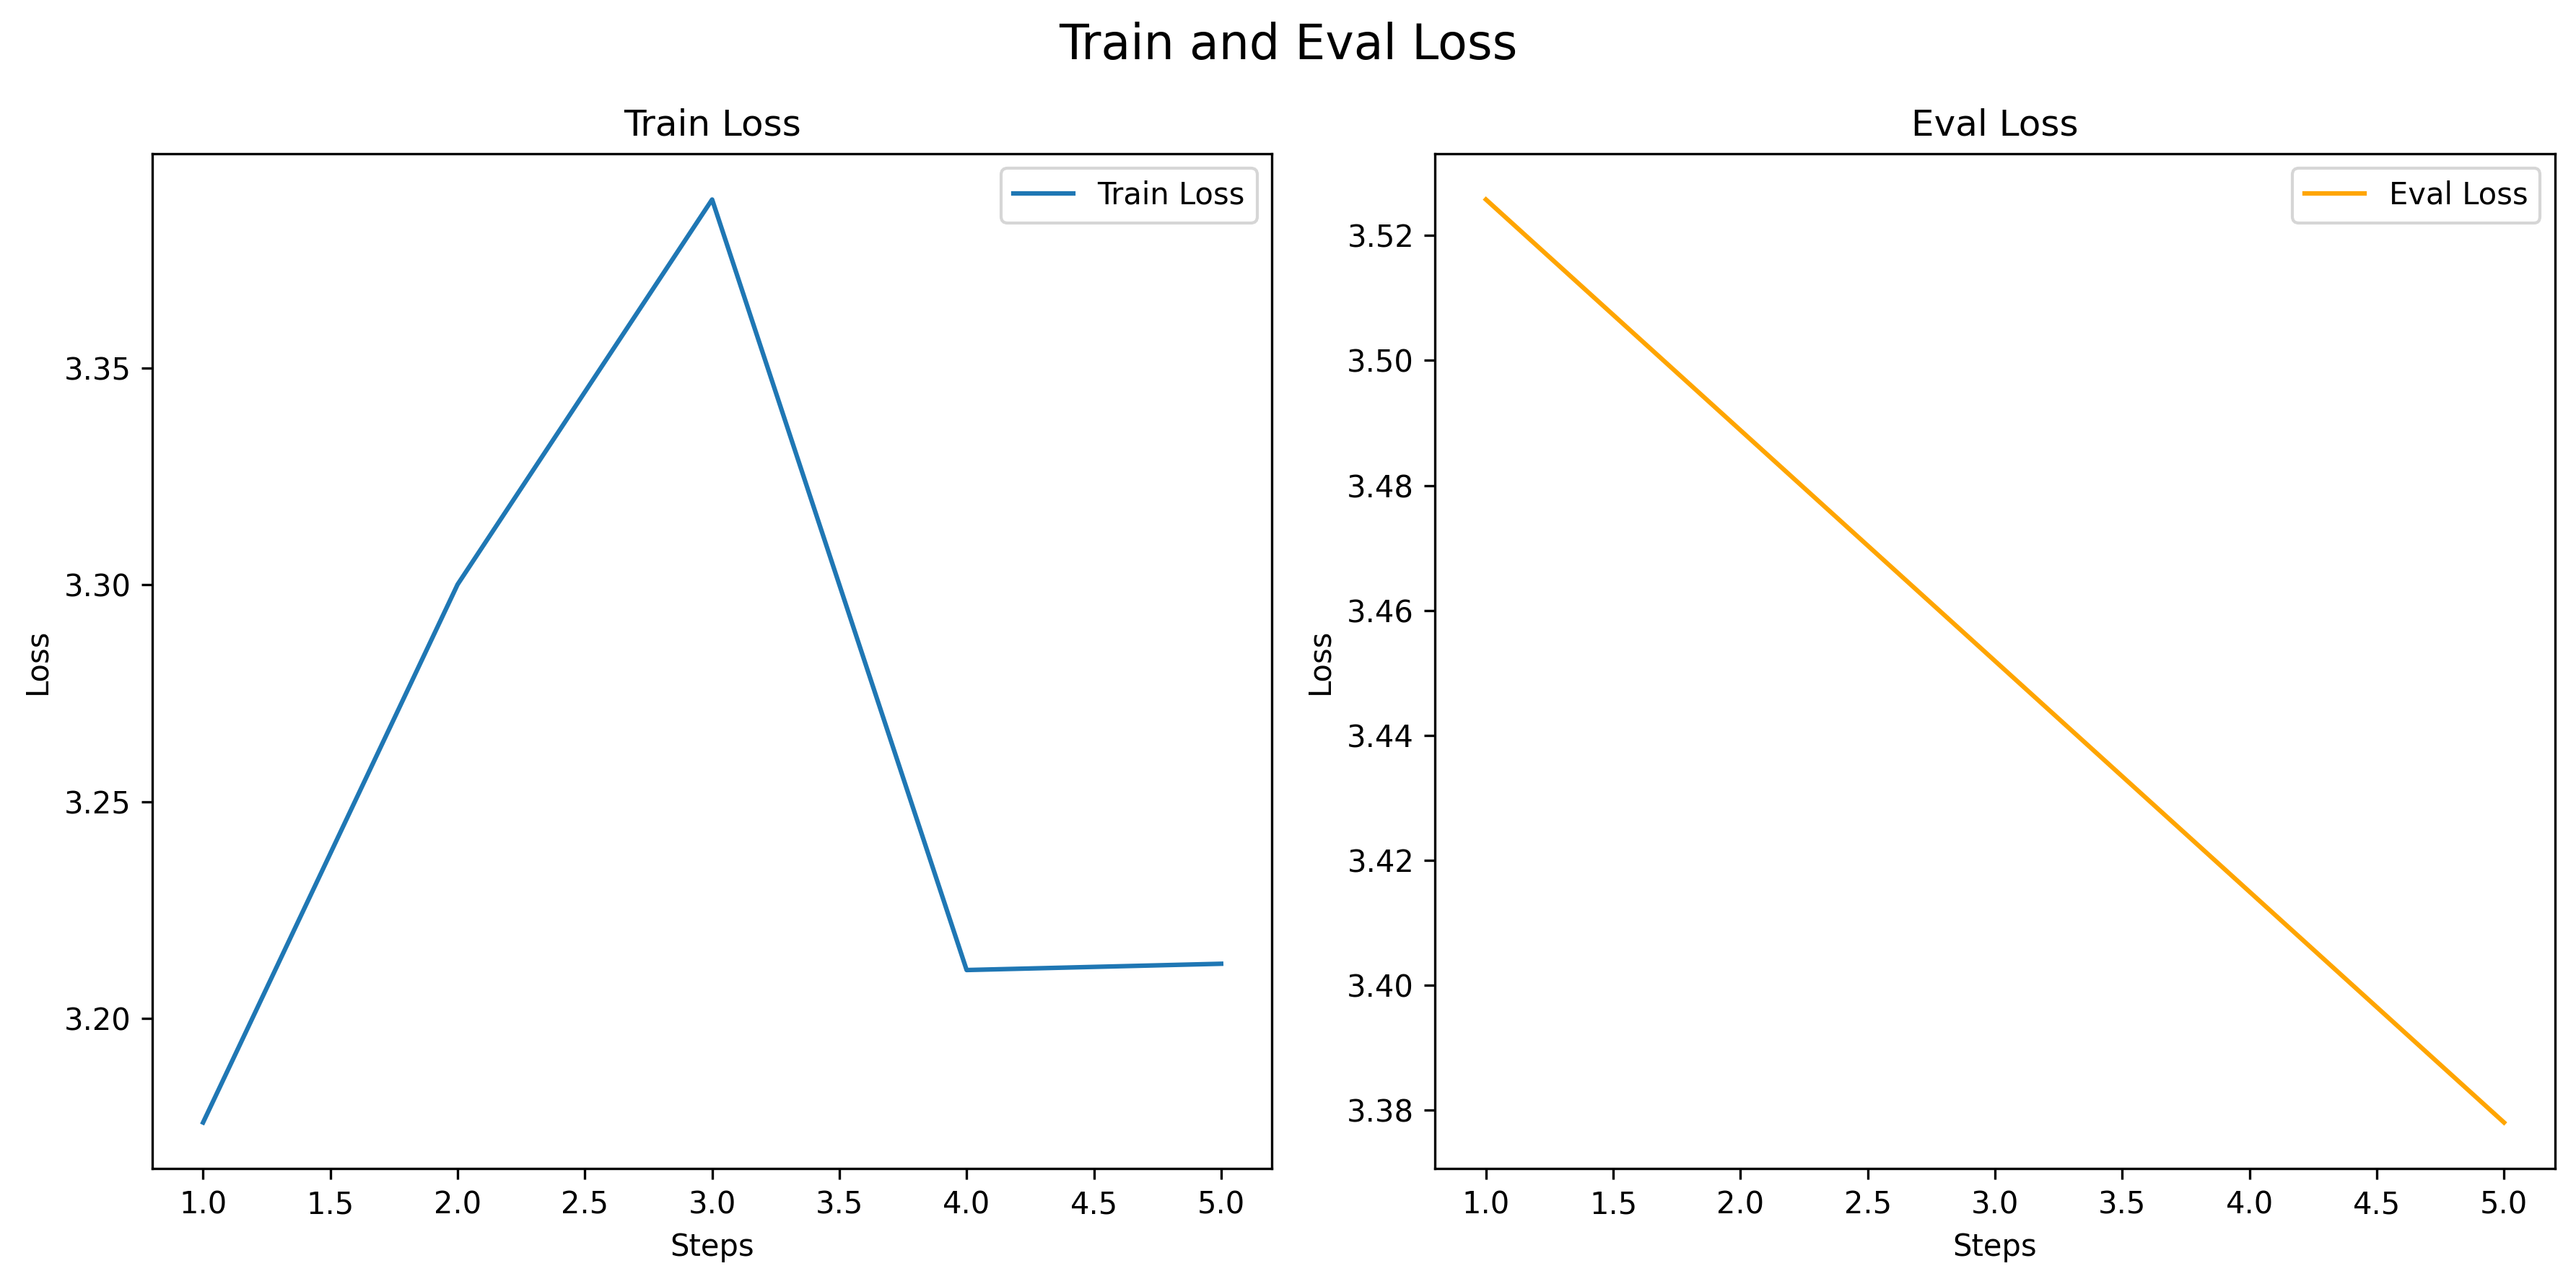 Train and Eval Loss
Train Loss
Train Loss
3.35
3.30
3.25
3.20
Loss
1.0 1.5 2.0 2.5 3.0 3.5 4.0 4.5 5.0
Steps
Eval Loss
Eval Loss
3.52
3.50
3.48
3.46
3.44
3.42
3.40
3.38
Loss
1.0 1.5 2.0 2.5 3.0 3.5 4.0 4.5 5.0
Steps